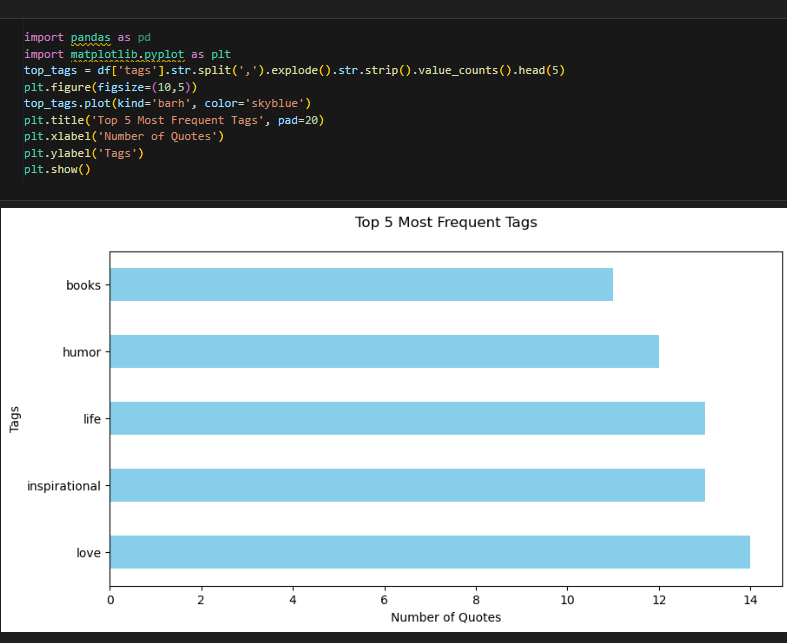 import pandas as pd
import matplotlib.pyplot as plt
top_tags = df['tags'].str.split(',').explode().str.strip().value_counts().head(5)
plt.figure(figsize=(10,5))
top_tags.plot(kind='barh', color='skyblue')
plt.title('Top 5 Most Frequent Tags', pad=20)
plt.xlabel('Number of Quotes')
plt.ylabel('Tags')
plt.show()
Top 5 Most Frequent Tags
books
humor
life
inspirational
love
Tags
0 2 4 6 8 10 12 14
Number of Quotes